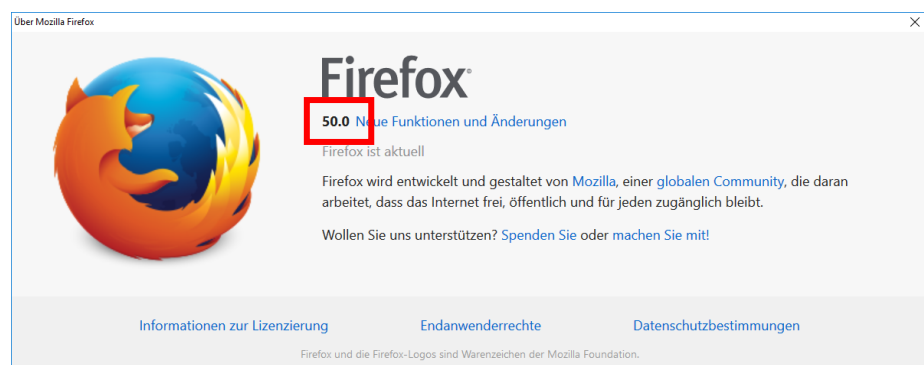 Über Mozilla Firefox
Firefox
50.0 Neue Funktionen und Änderungen
Firefox ist aktuell
Firefox wird entwickelt und gestaltet von Mozilla, einer globalen Community, die daran
arbeitet, dass das Internet frei, öffentlich und für jeden zugänglich bleibt.
Wollen Sie uns unterstützen? Spenden Sie oder machen Sie mit!
Informationen zur Lizenzierung Endanwenderrechte Datenschutzbestimmungen
Firefox und die Firefox-Logos sind Warenzeichen der Mozilla Foundation.